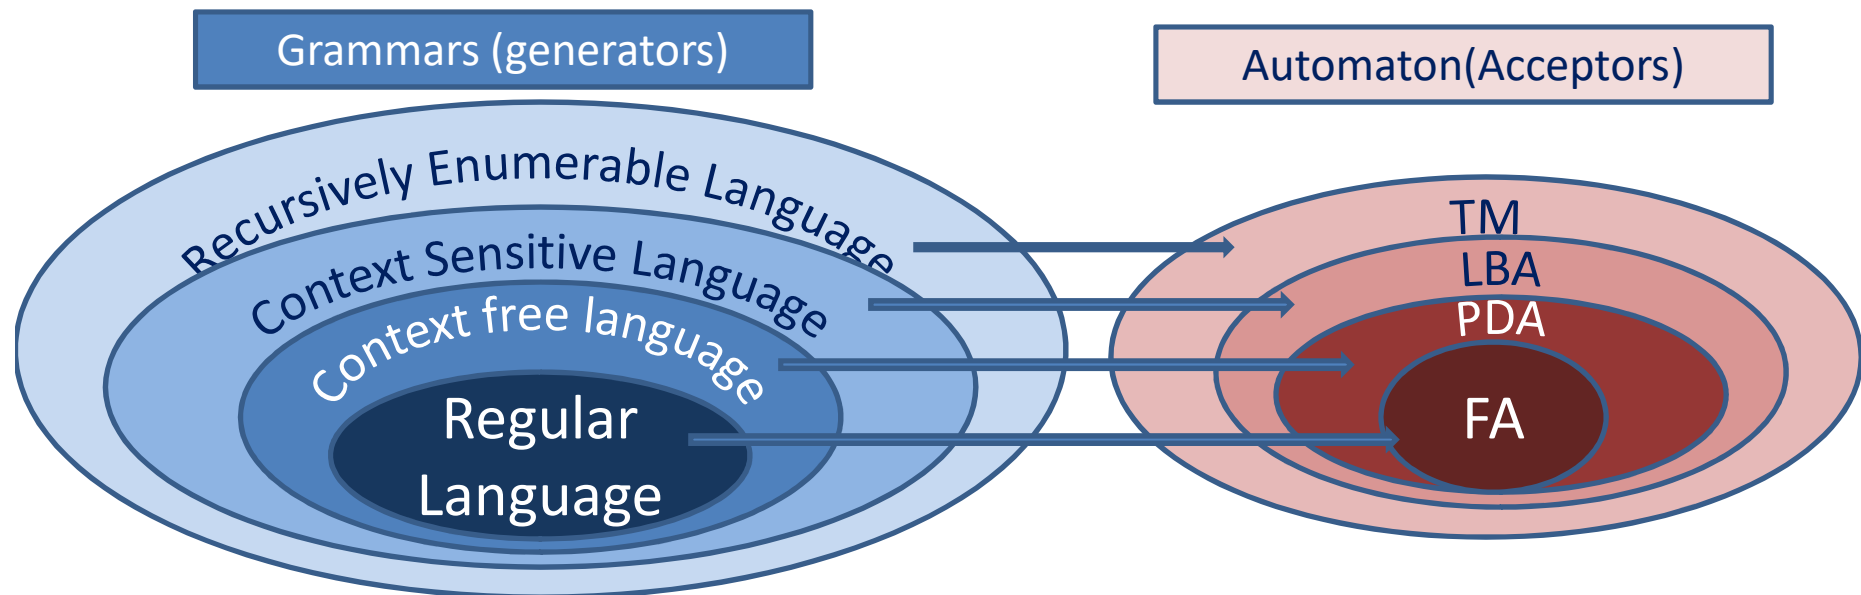 Grammars (generators)
Automaton(Acceptors)
Recursively Enumerable Language
Context Sensitive Language
Context free language
Regular
Language
TM
LBA
PDA
FA